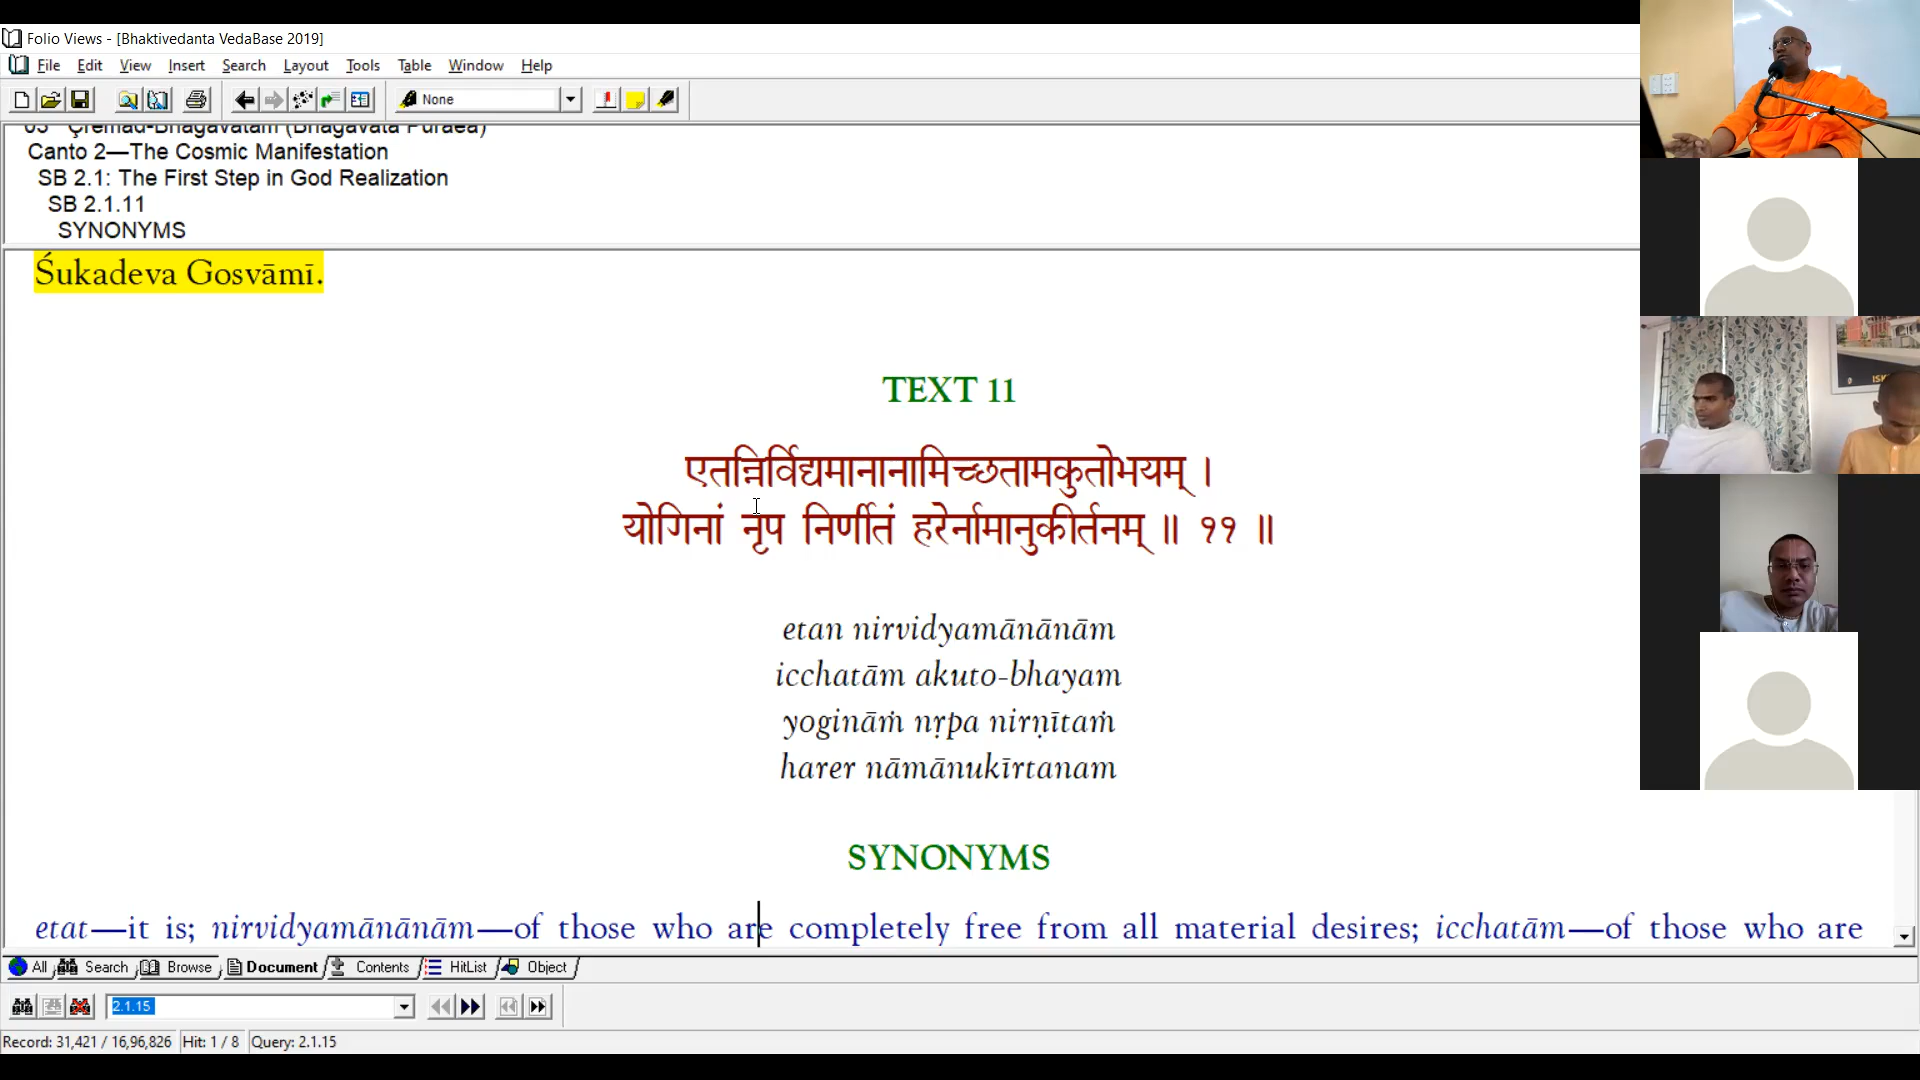 Folio Views - [Bhaktivedanta VedaBase 2019]
File Edit View Insert Search Layout Tools Table Window Help
None
03 Çrémad-Bhägavatam (Bhägavata Puräëa)
Canto 2—The Cosmic Manifestation
SB 2.1: The First Step in God Realization
SB 2.1.11
SYNONYMS
Śukadeva Gosvāmī.
TEXT 11
एतन्निर्विद्यमानानामिच्छतामकुतोभयम् ।
योगिनां नृप निर्णीतं हरेर्नामानुकीर्तनम् ॥ ११ ॥
etan nirvidyamānānām
icchatām akuto-bhayam
yogināṁ nṛpa nirṇītaṁ
harer nāmānukīrtanam
SYNONYMS
etat—it is; nirvidyamānānām—of those who are completely free from all material desires; icchatām—of those who are
All Search Browse Document Contents HitList Object
2.1.15
Record: 31,421 / 16,96,826 Hit: 1 / 8 Query: 2.1.15